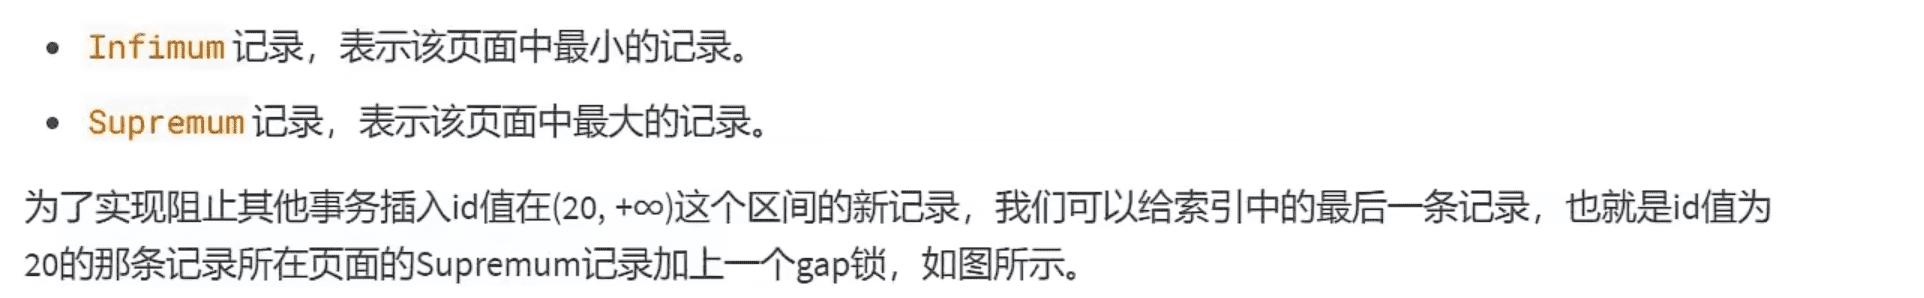 • Infimum 记录，表示该页面中最小的记录。
• Supremum 记录，表示该页面中最大的记录。
为了实现阻止其他事务插入id值在(20, +∞)这个区间的新记录，我们可以给索引中的最后一条记录，也就是id值为
20的那条记录所在页面的Supremum记录加上一个gap锁，如图所示。